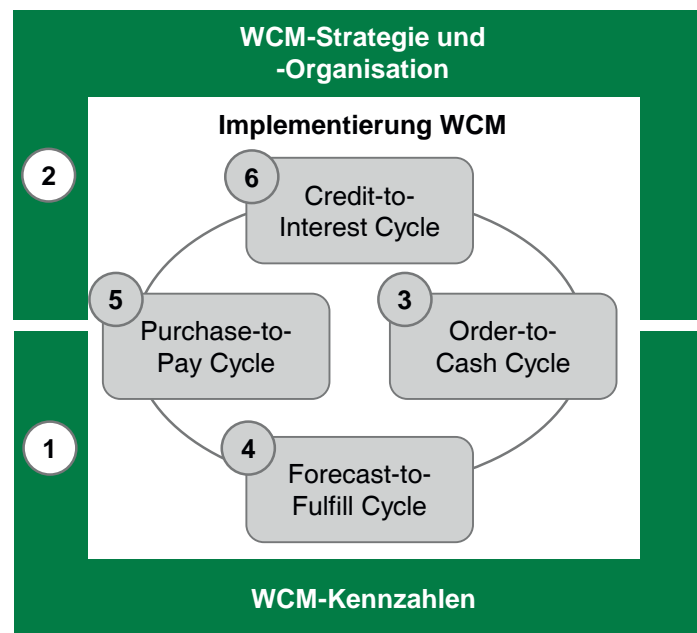 WCM-Strategie und
-Organisation
Implementierung WCM
2
6
Credit-to-
Interest Cycle
5
Purchase-to-
Pay Cycle
3
Order-to-
Cash Cycle
1
4
Forecast-to-
Fulfill Cycle
WCM-Kennzahlen